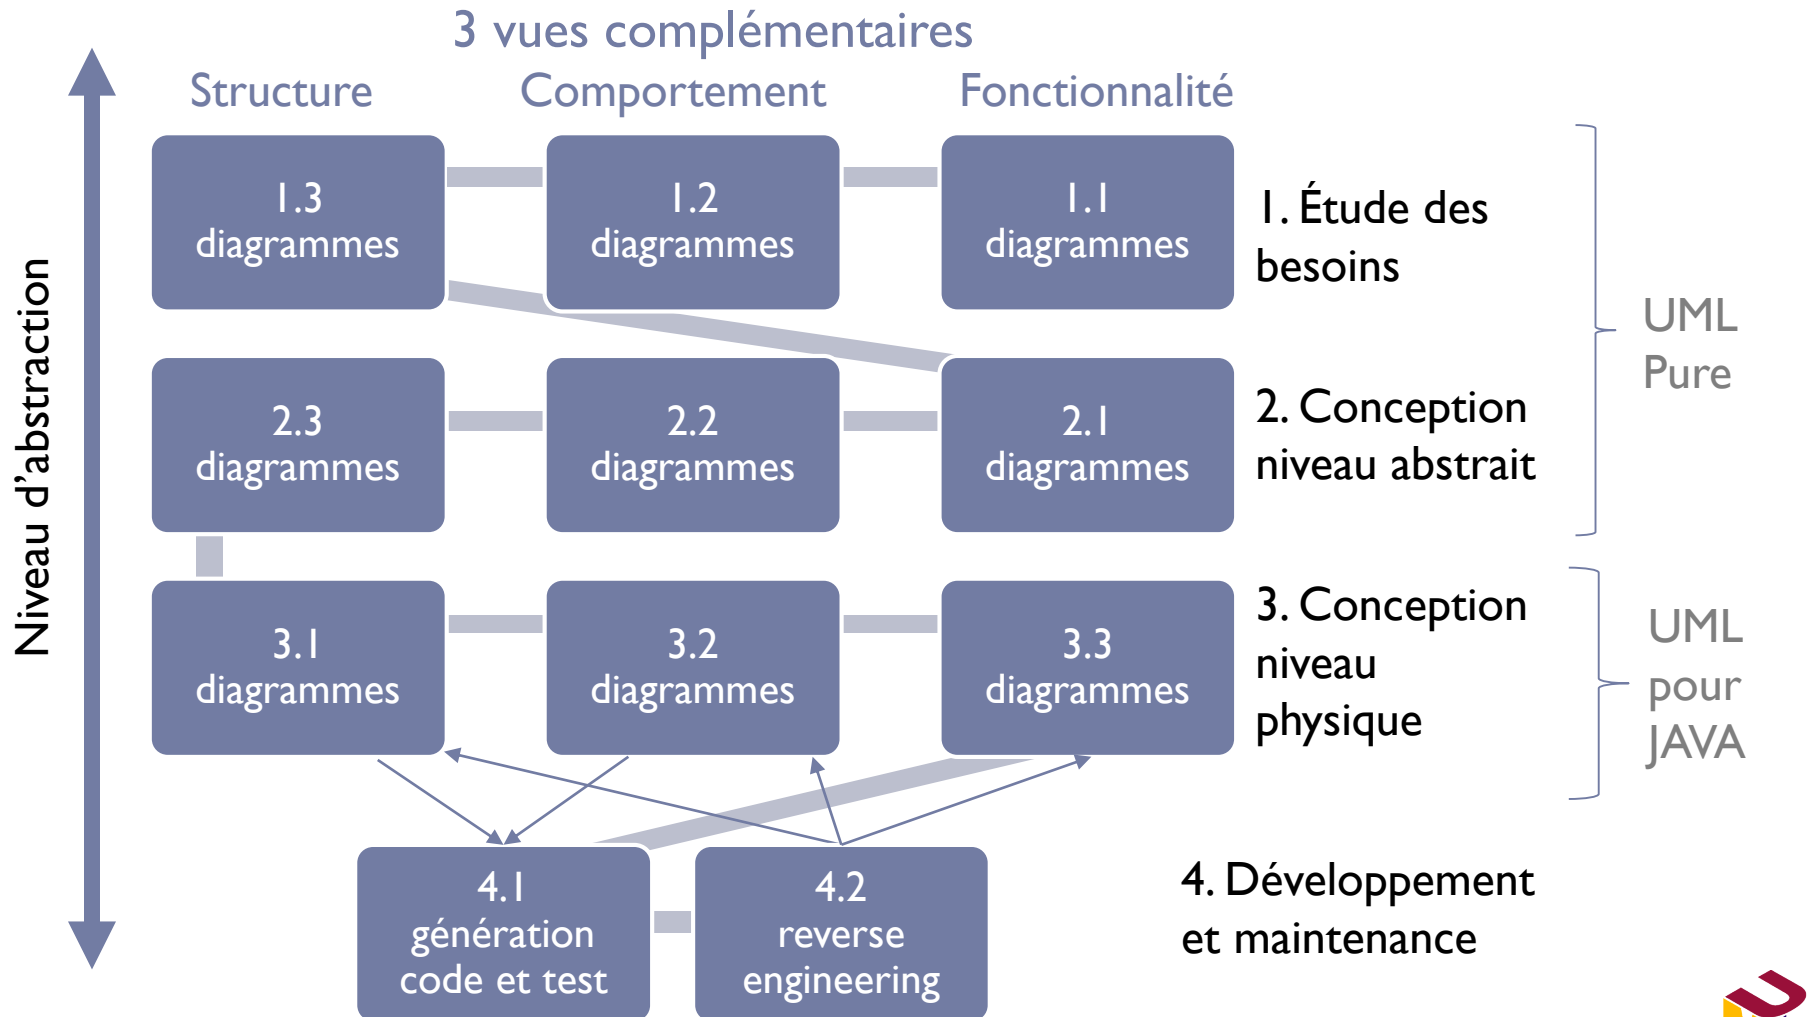 3 vues complémentaires
Structure
Comportement
Fonctionnalité
Niveau d'abstraction
1.3
diagrammes
1.2
diagrammes
1.1
diagrammes
1. Étude des
besoins
2.3
diagrammes
2.2
diagrammes
2.1
diagrammes
2. Conception
niveau abstrait
UML
Pure
3.1
diagrammes
3.2
diagrammes
3.3
diagrammes
3. Conception
niveau
physique
UML
pour
JAVA
4.1
génération
code et test
4.2
reverse
engineering
4. Développement
et maintenance